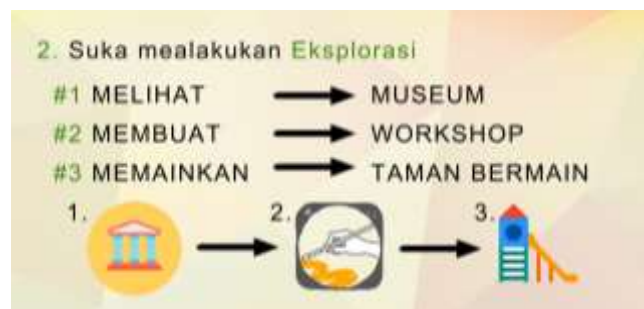 2. Suka mealakukan Eksplorasi
#1 MELIHAT MUSEUM
#2 MEMBUAT WORKSHOP
#3 MEMAINKAN TAMAN BERMAIN
1. 2. 3.